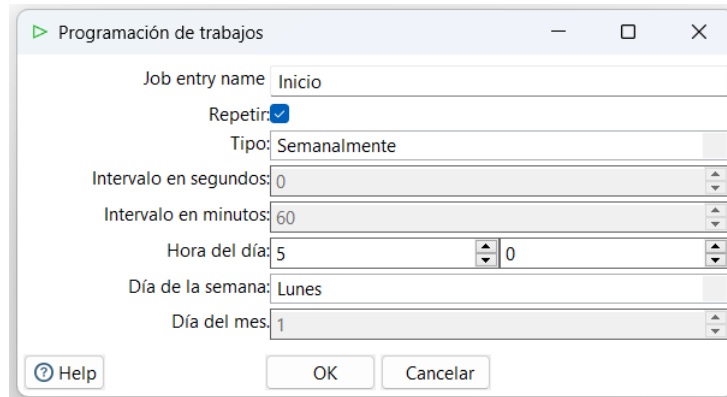 Programación de trabajos
Job entry name Inicio
Repetir:
Tipo: Semanalmente
Intervalo en segundos: 0
Intervalo en minutos: 60
Hora del día: 5 0
Día de la semana: Lunes
Día del mes. 1
Help OK Cancelar